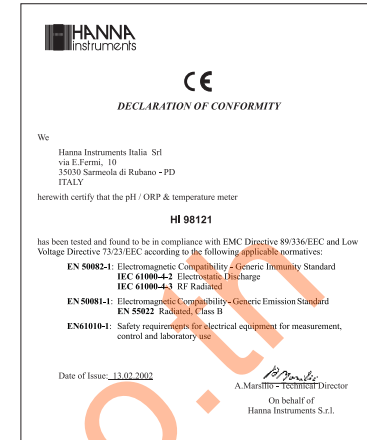 HANNA
instruments
CE
DECLARATION OF CONFORMITY
We
Hanna Instruments Italia Srl
via E.Fermi, 10
35030 Sarmeola di Rubano - PD
ITALY
herewith certify that the pH / ORP & temperature meter
HI 98121
has been tested and found to be in compliance with EMC Directive 89/336/EEC and Low
Voltage Directive 73/23/EEC according to the following applicable normatives:
EN 50082-1: Electromagnetic Compatibility - Generic Immunity Standard
IEC 61000-4-2 Electrostatic Discharge
IEC 61000-4-3 RF Radiated
EN 50081-1: Electromagnetic Compatibility - Generic Emission Standard
EN 55022 Radiated, Class B
EN61010-1: Safety requirements for electrical equipment for measurement,
control and laboratory use
Date of Issue: 13.02.2002
A.Marsilio - Technical Director
On behalf of
Hanna Instruments S.r.l.
o.th